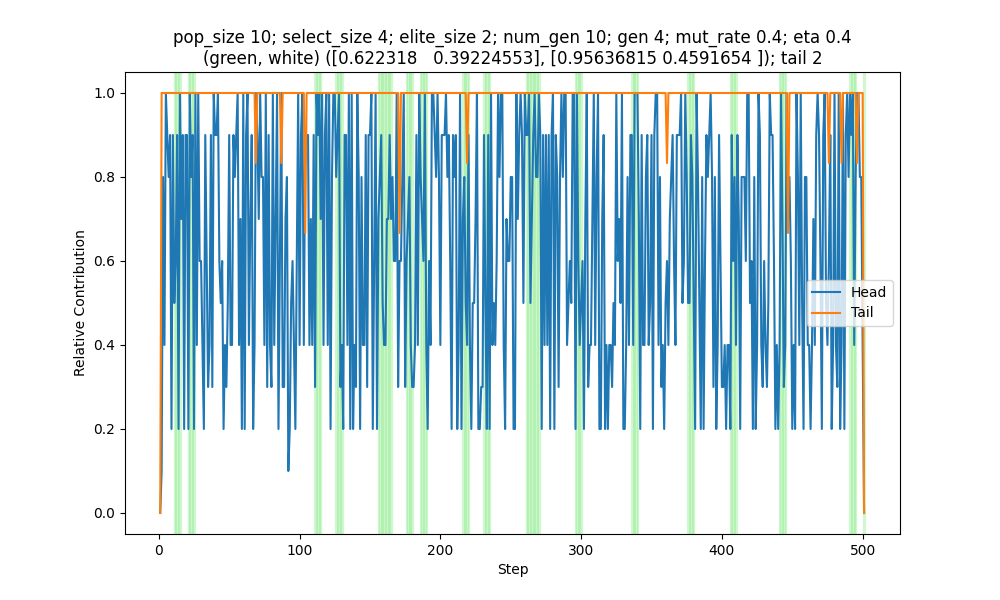 pop_size 10; select_size 4; elite_size 2; num_gen 10; gen 4; mut_rate 0.4; eta 0.4
(green, white) ([0.622318   0.39224553], [0.95636815 0.4591654 ]); tail 2
1.0
0.8
0.6
0.4
0.2
0.0
Relative Contribution
Head
Tail
0
100
200
300
400
500
Step